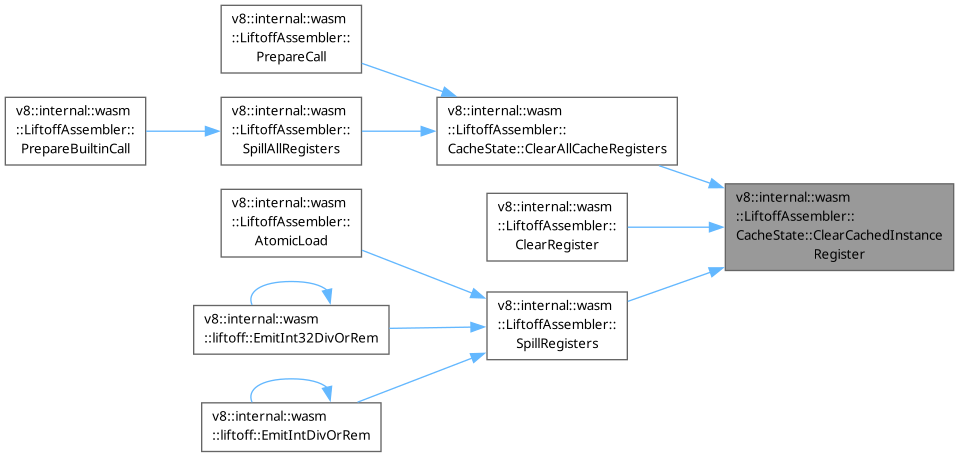 v8::internal::wasm
::LiftoffAssembler::
PrepareCall
v8::internal::wasm
::LiftoffAssembler::
PrepareBuiltinCall
v8::internal::wasm
::LiftoffAssembler::
SpillAllRegisters
v8::internal::wasm
::LiftoffAssembler::
CacheState::ClearAllCacheRegisters
v8::internal::wasm
::LiftoffAssembler::
AtomicLoad
v8::internal::wasm
::LiftoffAssembler::
ClearRegister
v8::internal::wasm
::LiftoffAssembler::
CacheState::ClearCachedInstance
Register
v8::internal::wasm
::liftoff::EmitInt32DivOrRem
v8::internal::wasm
::LiftoffAssembler::
SpillRegisters
v8::internal::wasm
::liftoff::EmitIntDivOrRem